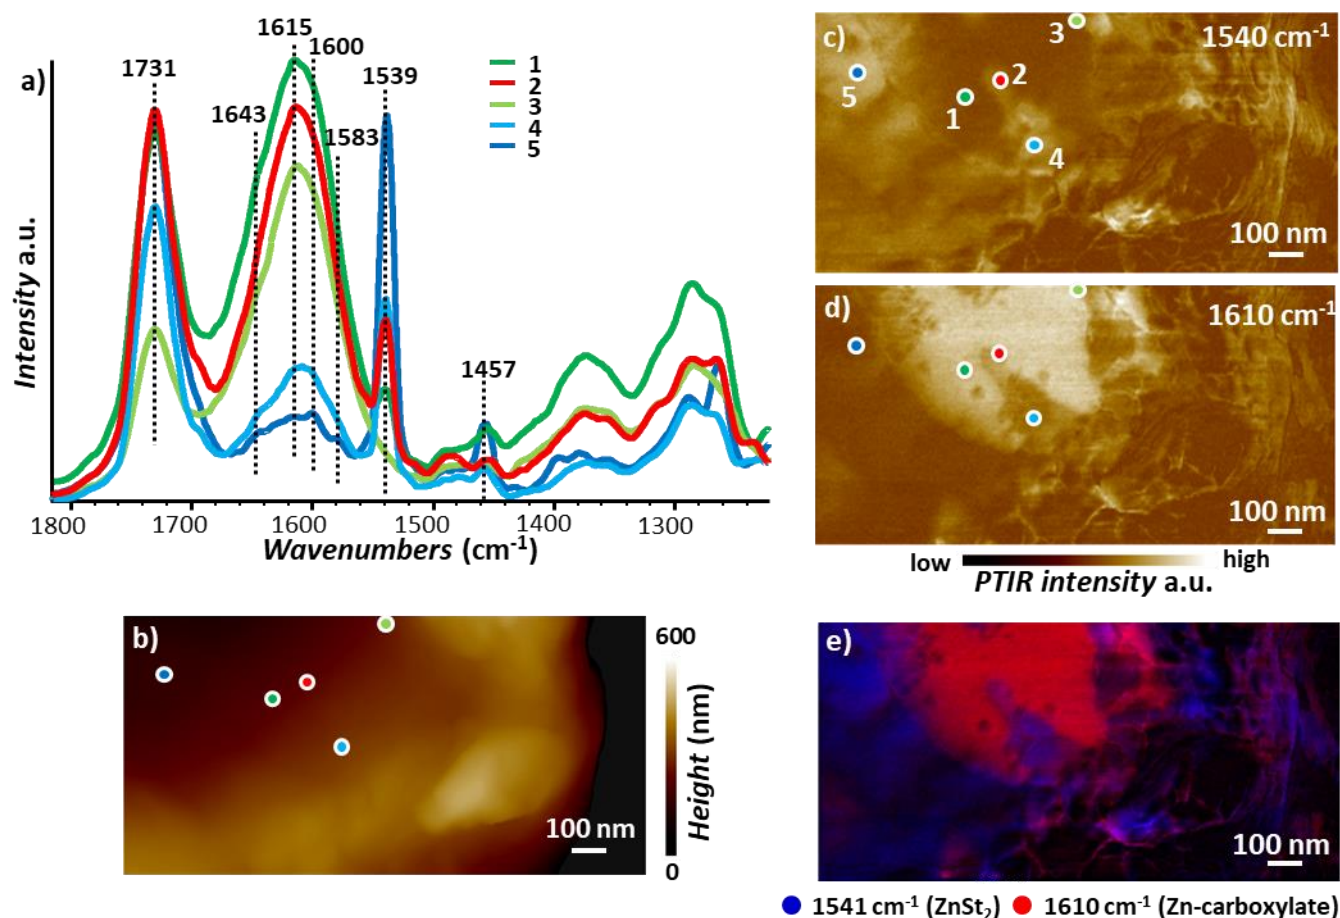 a)
Intensity a.u.
1731
1643
1615
1600
1583
1539
1457
1
2
3
4
5
1800 1700 1600 1500 1400 1300
Wavenumbers (cm-1)
c)
1540 cm-1
3
2
5
1
4
100 nm
d)
1610 cm-1
100 nm
low high
PTIR intensity a.u.
b)
600
Height (nm)
0
100 nm
e)
100 nm
1541 cm-1 (ZnSt2) 1610 cm-1 (Zn-carboxylate)